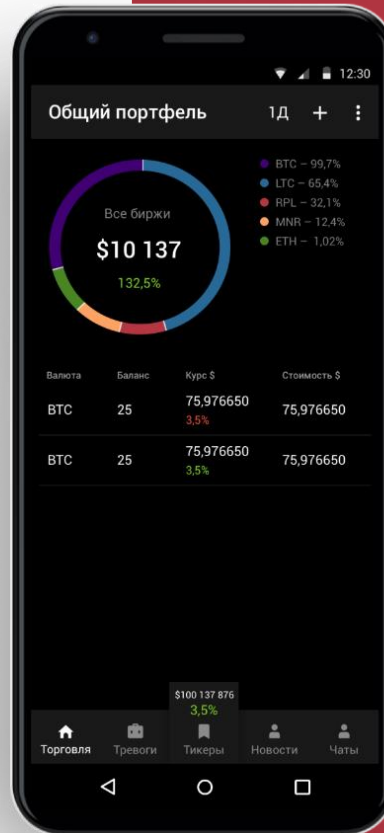 12:30
Общий портфель 1Д
Все биржи
$10 137
132,5%
BTC – 99,7%
LTC – 65,4%
RPL – 32,1%
MNR – 12,4%
ETH – 1,02%
Валюта Баланс Курс $ Стоимость $
BTC 25 75,976650 75,976650
3,5%
BTC 25 75,976650 75,976650
3,5%
$100 137 876
3,5%
Торговля Тревоги Тикеры Новости Чаты